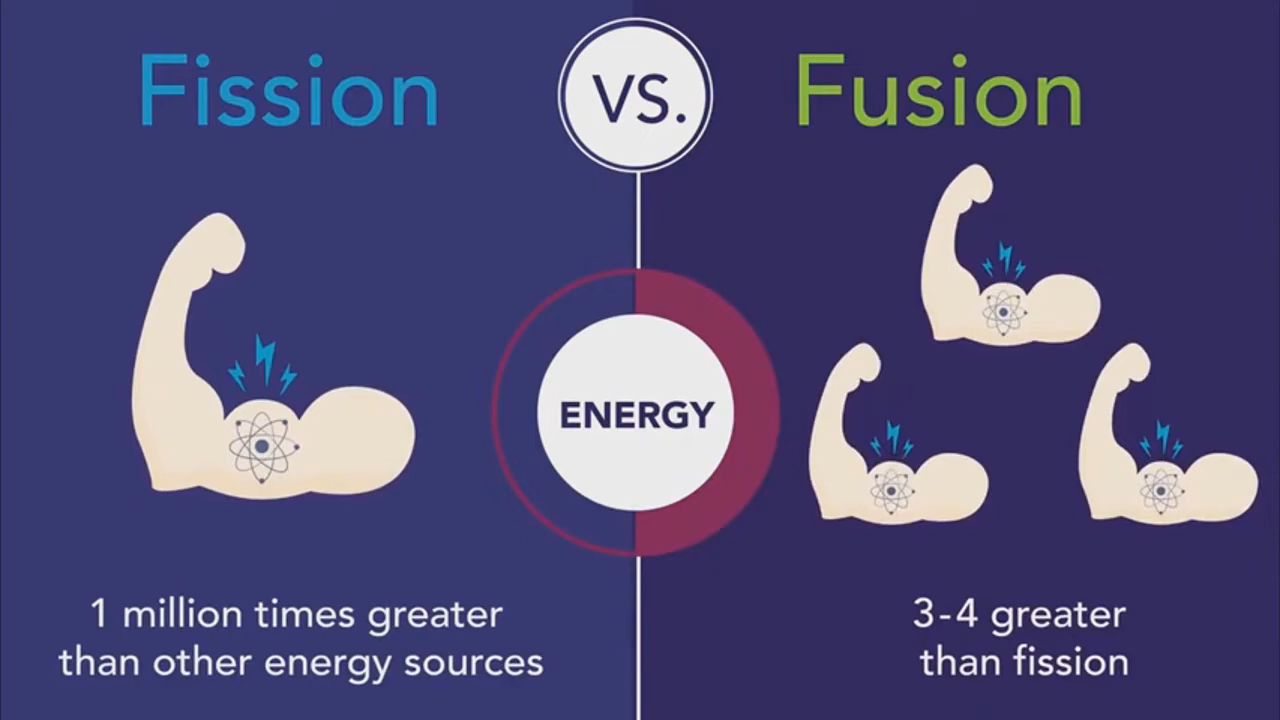 Fission
VS.
Fusion
ENERGY
1 million times greater
than other energy sources
3-4 greater
than fission